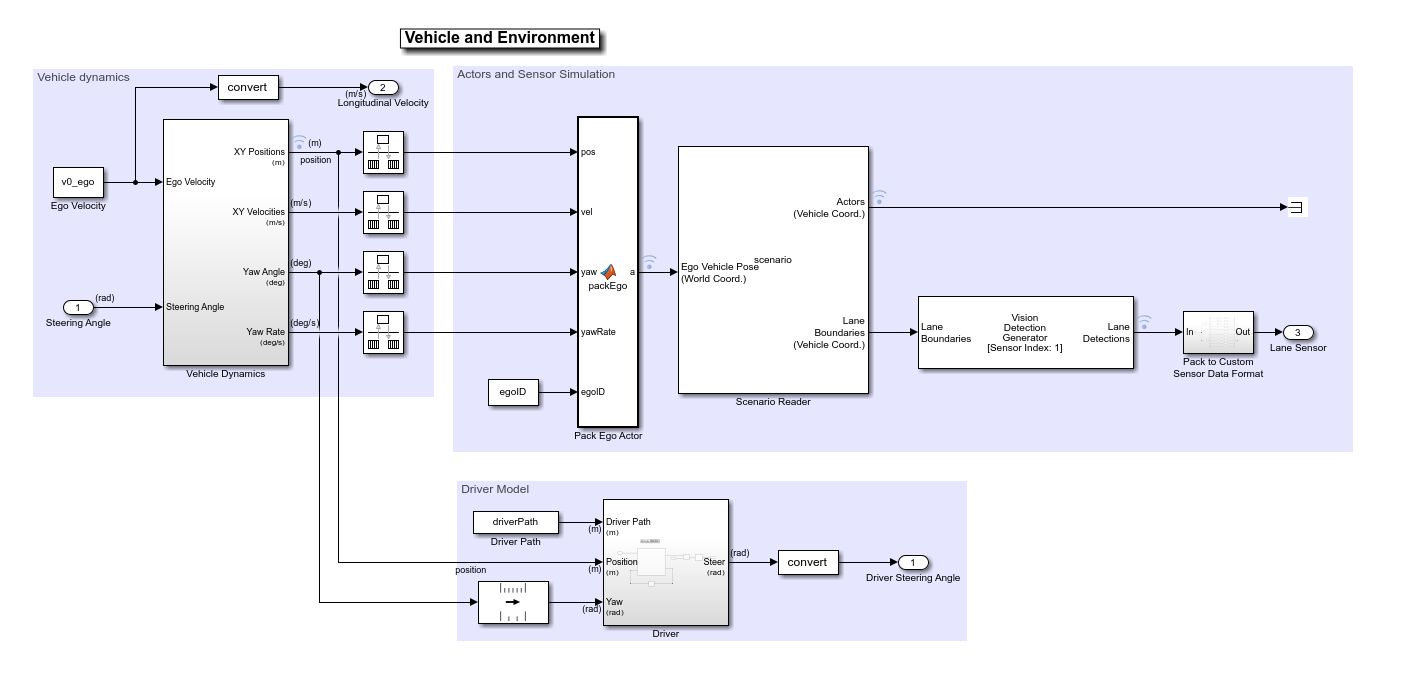 Vehicle and Environment
Vehicle dynamics
convert
2
(m/s)
Longitudinal Velocity
v0_ego
Ego Velocity
1
(rad)
Steering Angle
Ego Velocity
Steering Angle
XY Positions
(m)
XY Velocities
(m/s)
Yaw Angle
(deg)
Yaw Rate
(deg/s)
Vehicle Dynamics
(m)
position
(m/s)
(deg)
(deg/s)
Actors and Sensor Simulation
egoID
pos
vel
yaw
yawRate
egoID
packEgo
a
Pack Ego Actor
Ego Vehicle Pose
(World Coord.)
scenario
Actors
(Vehicle Coord.)
Lane
Boundaries
(Vehicle Coord.)
Scenario Reader
Lane
Boundaries
Vision
Detection
Generator
[Sensor Index: 1]
Lane
Detections
In
Out
Pack to Custom
Sensor Data Format
3
Lane Sensor
Driver Model
driverPath
Driver Path
(m)
position
(m)
(rad)
Driver Path
(m)
Position
(m)
Yaw
(rad)
Steer
(rad)
Driver
(rad)
convert
1
Driver Steering Angle